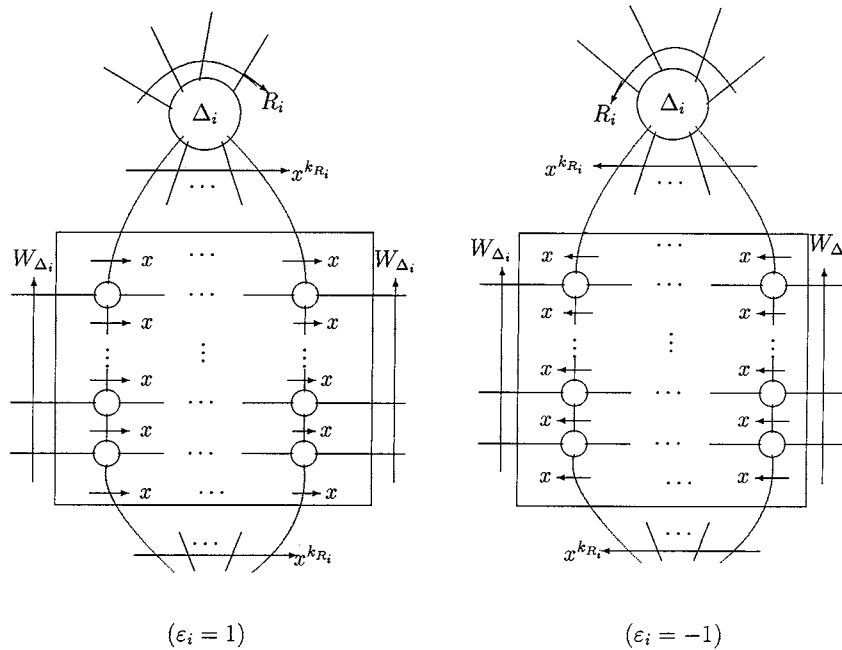 Δ_i R_i Δ_i R_i
x^{k_{R_i}} x^{k_{R_i}}
··· ···
W_{Δ_i} x ··· x W_{Δ_i} W_{Δ_i} x ··· x W_Δ
··· ···
x x x x
⋮ ⋮ ⋮ ⋮ ⋮ ⋮
x x x x
··· ···
x x x x
··· ···
x ··· x x ··· x
··· ···
x^{k_{R_i}} x^{k_{R_i}}
(ε_i = 1) (ε_i = −1)